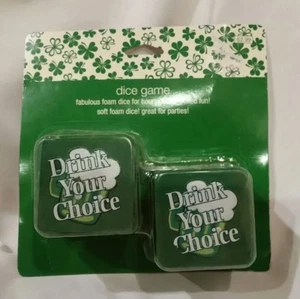 dice game
fabulous foam dice for fun!
soft foam dice! great for parties!
Drink
Your
Choice
Drink
Your
Choice